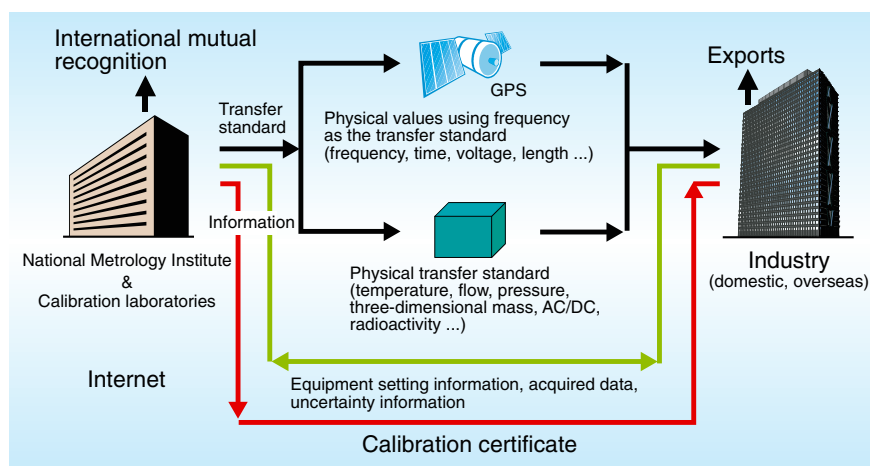 International mutual
recognition
Transfer
standard
GPS
Physical values using frequency
as the transfer standard
(frequency, time, voltage, length ...)
Exports
Information
National Metrology Institute
&
Calibration laboratories
Physical transfer standard
(temperature, flow, pressure,
three-dimensional mass, AC/DC,
radioactivity ...)
Industry
(domestic, overseas)
Internet
Equipment setting information, acquired data,
uncertainty information
Calibration certificate